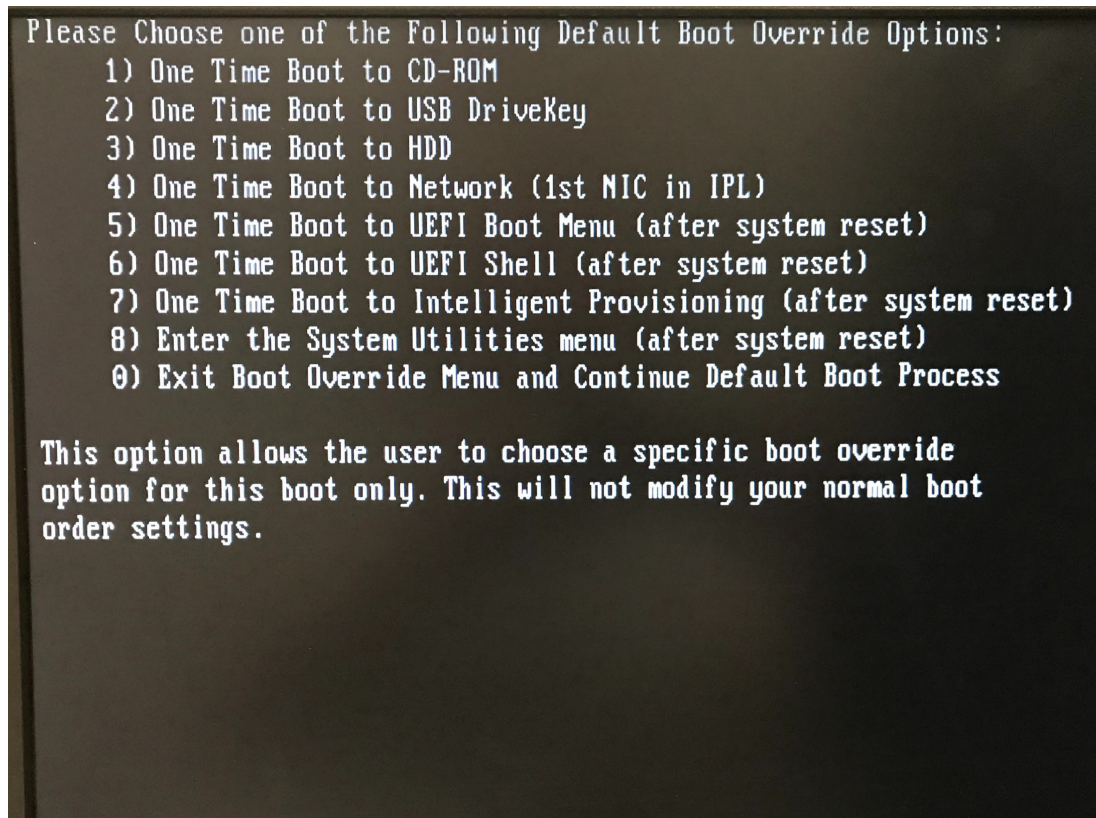 Please Choose one of the Following Default Boot Override Options:
1) One Time Boot to CD-ROM
2) One Time Boot to USB DriveKey
3) One Time Boot to HDD
4) One Time Boot to Network (1st NIC in IPL)
5) One Time Boot to UEFI Boot Menu (after system reset)
6) One Time Boot to UEFI Shell (after system reset)
7) One Time Boot to Intelligent Provisioning (after system reset)
8) Enter the System Utilities menu (after system reset)
0) Exit Boot Override Menu and Continue Default Boot Process
This option allows the user to choose a specific boot override
option for this boot only. This will not modify your normal boot
order settings.